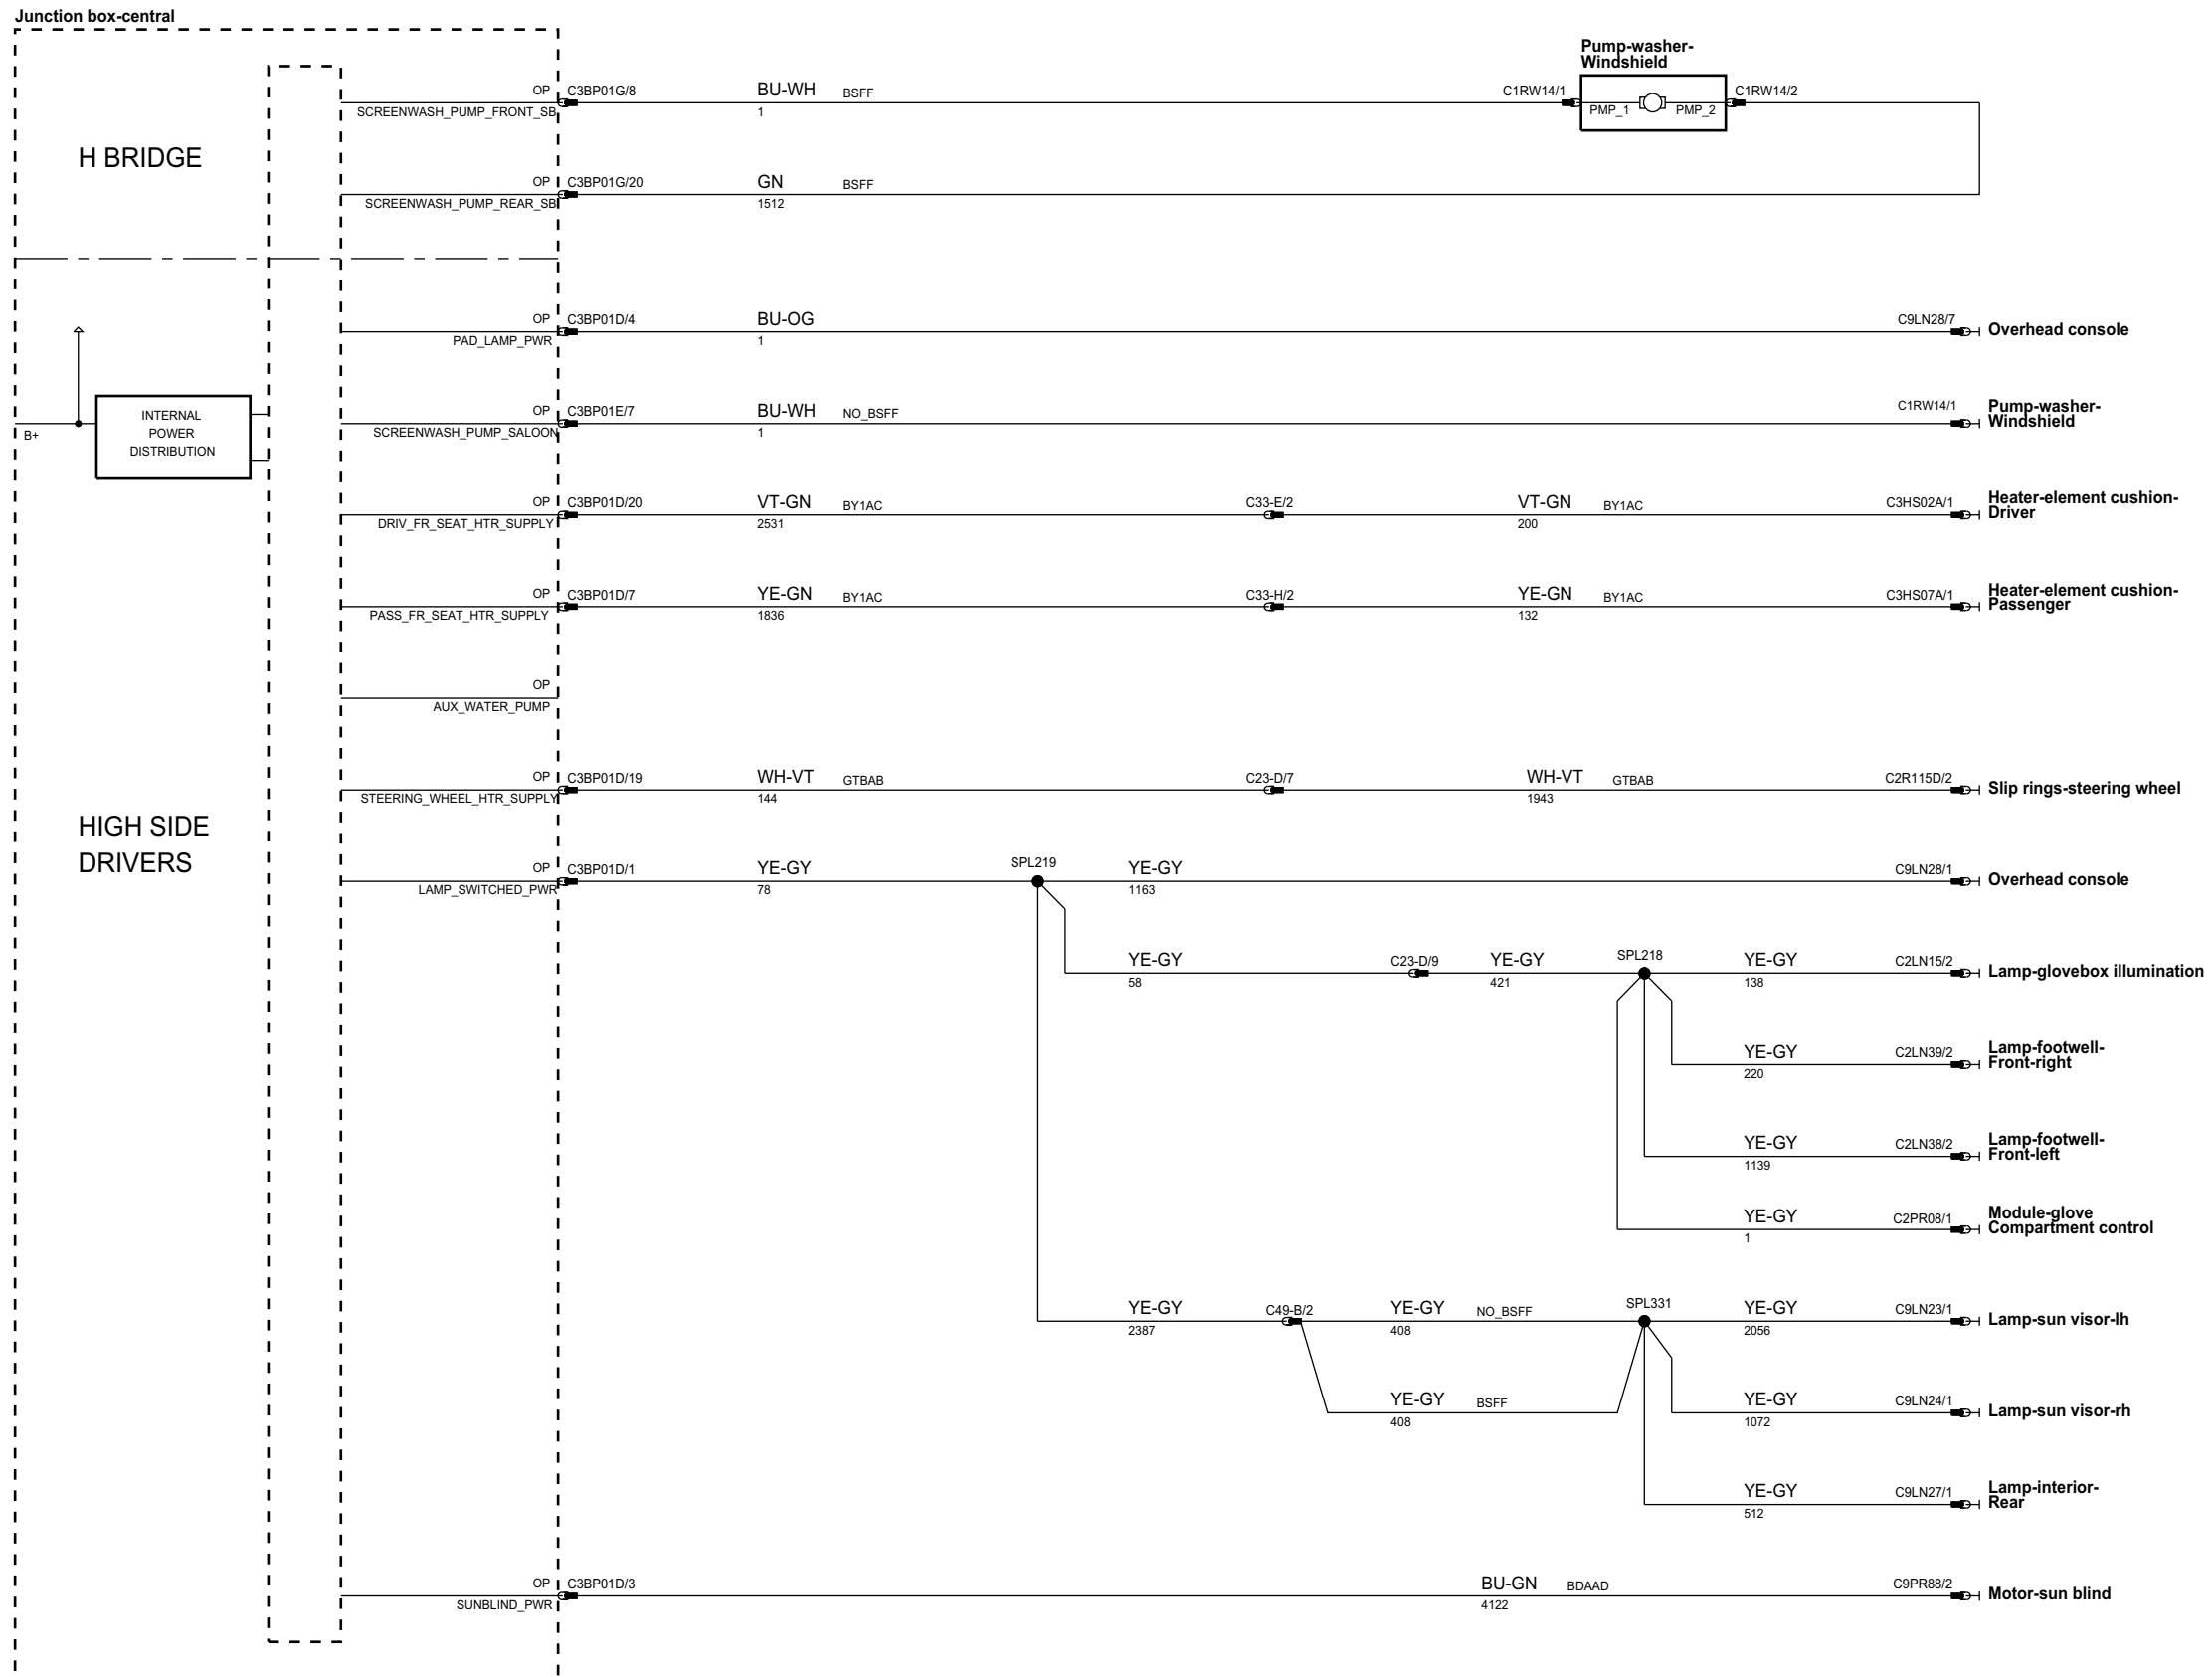 Junction box-central
Pump-washer-
Windshield
OP C3BP01G/8 BU-WH BSFF C1RW14/1 C1RW14/2
SCREENWASH_PUMP_FRONT_SB 1 PMP_1 PMP_2
H BRIDGE
OP C3BP01G/20 GN BSFF
SCREENWASH_PUMP_REAR_SB 1512
OP C3BP01D/4 BU-OG C9LN28/7 Overhead console
PAD_LAMP_PWR 1
OP C3BP01E/7 BU-WH NO_BSFF C1RW14/1 Pump-washer-
Windshield
SCREENWASH_PUMP_SALOON 1
B+
INTERNAL
POWER
DISTRIBUTION
OP C3BP01D/20 VT-GN BY1AC C33-E/2 VT-GN BY1AC C3HS02A/1 Heater-element cushion-
Driver
DRIV_FR_SEAT_HTR_SUPPLY 2531 200
OP C3BP01D/7 YE-GN BY1AC C33-H/2 YE-GN BY1AC C3HS07A/1 Heater-element cushion-
Passenger
PASS_FR_SEAT_HTR_SUPPLY 1836 132
OP
AUX_WATER_PUMP
OP C3BP01D/19 WH-VT GTBAB C23-D/7 WH-VT GTBAB C2R115D/2 Slip rings-steering wheel
STEERING_WHEEL_HTR_SUPPLY 144 1943
HIGH SIDE
DRIVERS
OP C3BP01D/1 YE-GY SPL219 YE-GY C9LN28/1 Overhead console
LAMP_SWITCHED_PWR 78 1163
YE-GY C23-D/9 YE-GY SPL218 YE-GY C2LN15/2 Lamp-glovebox illumination
58 421 138
YE-GY C2LN39/2 Lamp-footwell-
Front-right
220
YE-GY C2LN38/2 Lamp-footwell-
Front-left
1139
YE-GY C2PR08/1 Module-glove
Compartment control
1
YE-GY C49-B/2 YE-GY NO_BSFF SPL331 YE-GY C9LN23/1 Lamp-sun visor-lh
2387 408 2056
YE-GY BSFF YE-GY C9LN24/1 Lamp-sun visor-rh
408 1072
YE-GY C9LN27/1 Lamp-interior-
Rear
512
OP C3BP01D/3 BU-GN BDAAD C9PR88/2 Motor-sun blind
SUNBLIND_PWR 4122